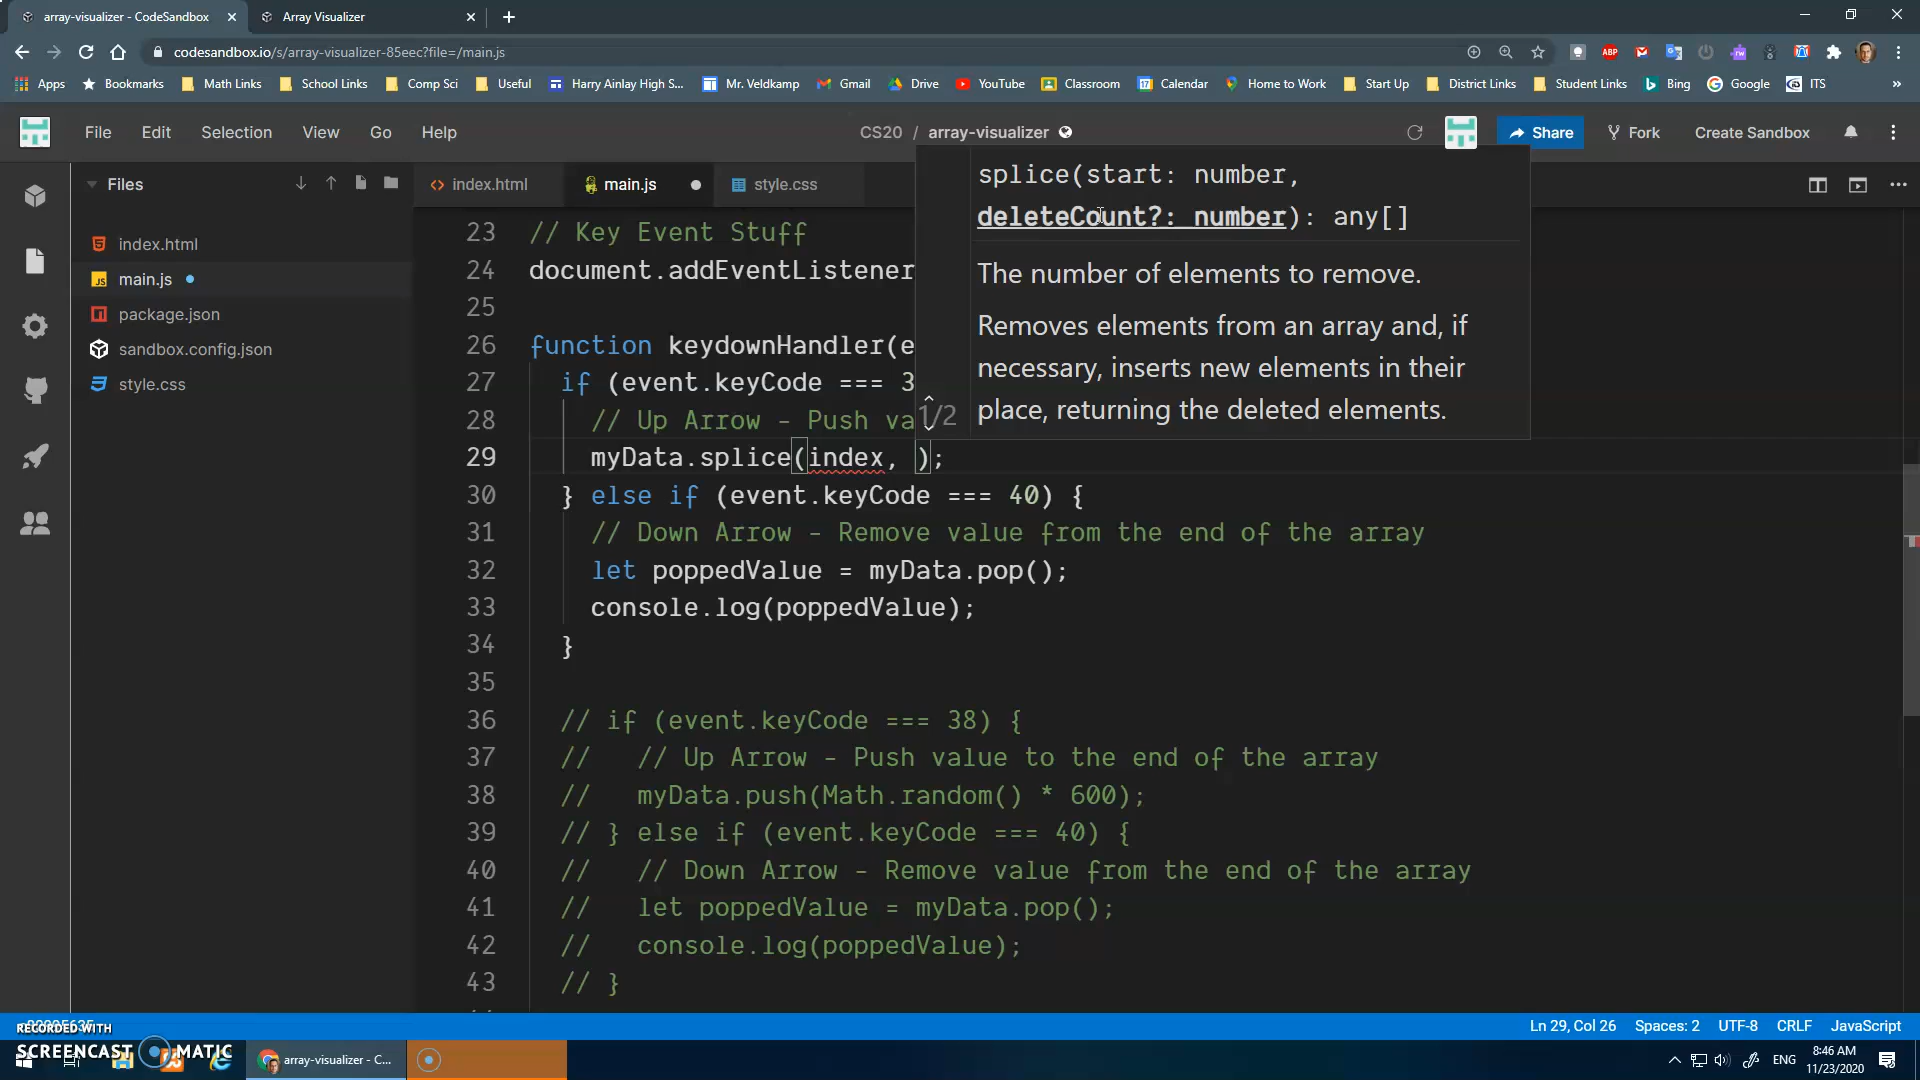 array-visualizer - CodeSandbox
Array Visualizer
codesandbox.io/s/array-visualizer-85eec?file=/main.js
ABP
Apps
Bookmarks
Math Links
School Links
Comp Sci
Useful
Harry Ainlay High S...
Mr. Veldkamp
Gmail
Drive
YouTube
Classroom
Calendar
Home to Work
Start Up
District Links
Student Links
Bing
Google
ITS
»
File
Edit
Selection
View
Go
Help
CS20 / array-visualizer
Share
Fork
Create Sandbox
Files
index.html
main.js
style.css
index.html
main.js
package.json
sandbox.config.json
style.css
splice(start: number,
deleteCount?: number): any[]
The number of elements to remove.
Removes elements from an array and, if
necessary, inserts new elements in their
place, returning the deleted elements.
1/2
23 // Key Event Stuff
24 document.addEventListener
25
26 function keydownHandler(e
27 if (event.keyCode === 3
28 // Up Arrow - Push va
29 myData.splice(index, );
30 } else if (event.keyCode === 40) {
31 // Down Arrow - Remove value from the end of the array
32 let poppedValue = myData.pop();
33 console.log(poppedValue);
34 }
35
36 // if (event.keyCode === 38) {
37 // // Up Arrow - Push value to the end of the array
38 // myData.push(Math.random() * 600);
39 // } else if (event.keyCode === 40) {
40 // // Down Arrow - Remove value from the end of the array
41 // let poppedValue = myData.pop();
42 // console.log(poppedValue);
43 // }
Ln 29, Col 26
Spaces: 2
UTF-8
CRLF
JavaScript
RECORDED WITH
SCREENCAST MATIC
array-visualizer - C...
ENG
8:46 AM
11/23/2020